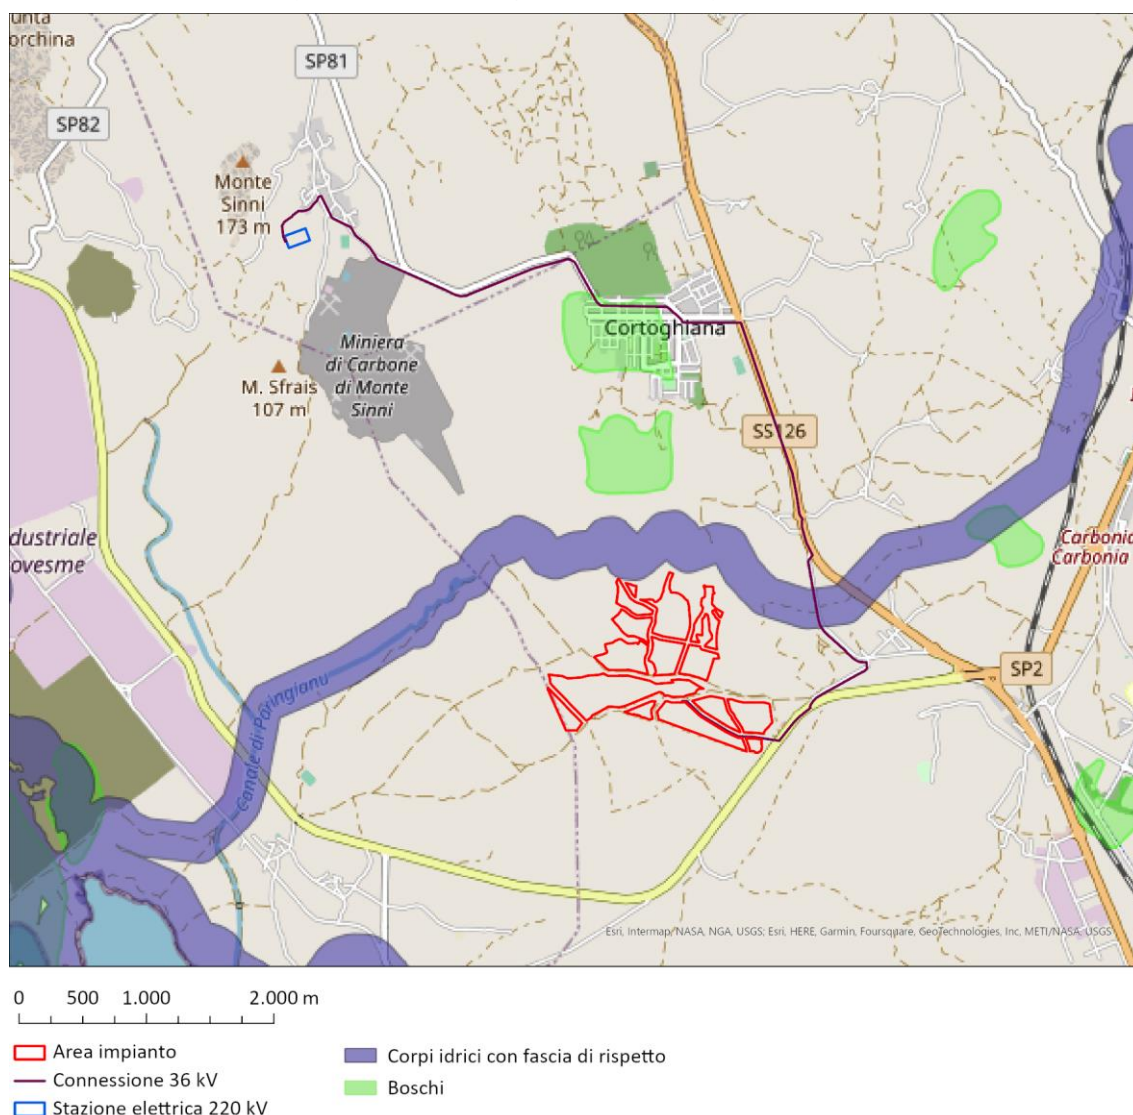 unta
orchina
SP81
SP82
Monte
Sinni
173 m
Cortoghiana
Miniera
di Carbone
di Monte
Sinni
M. Sfrais
107 m
SS126
dustriale
ovesme
Carbonia
Carbonia
SP2
Canale di Paringianu
Esri, Intermap, NASA, NGA, USGS; Esri, HERE, Garmin, Foursquare, GeoTechnologies, Inc, METI/NASA, USGS
0 500 1.000 2.000 m
Area impianto
Connessione 36 kV
Stazione elettrica 220 kV
Corpi idrici con fascia di rispetto
Boschi